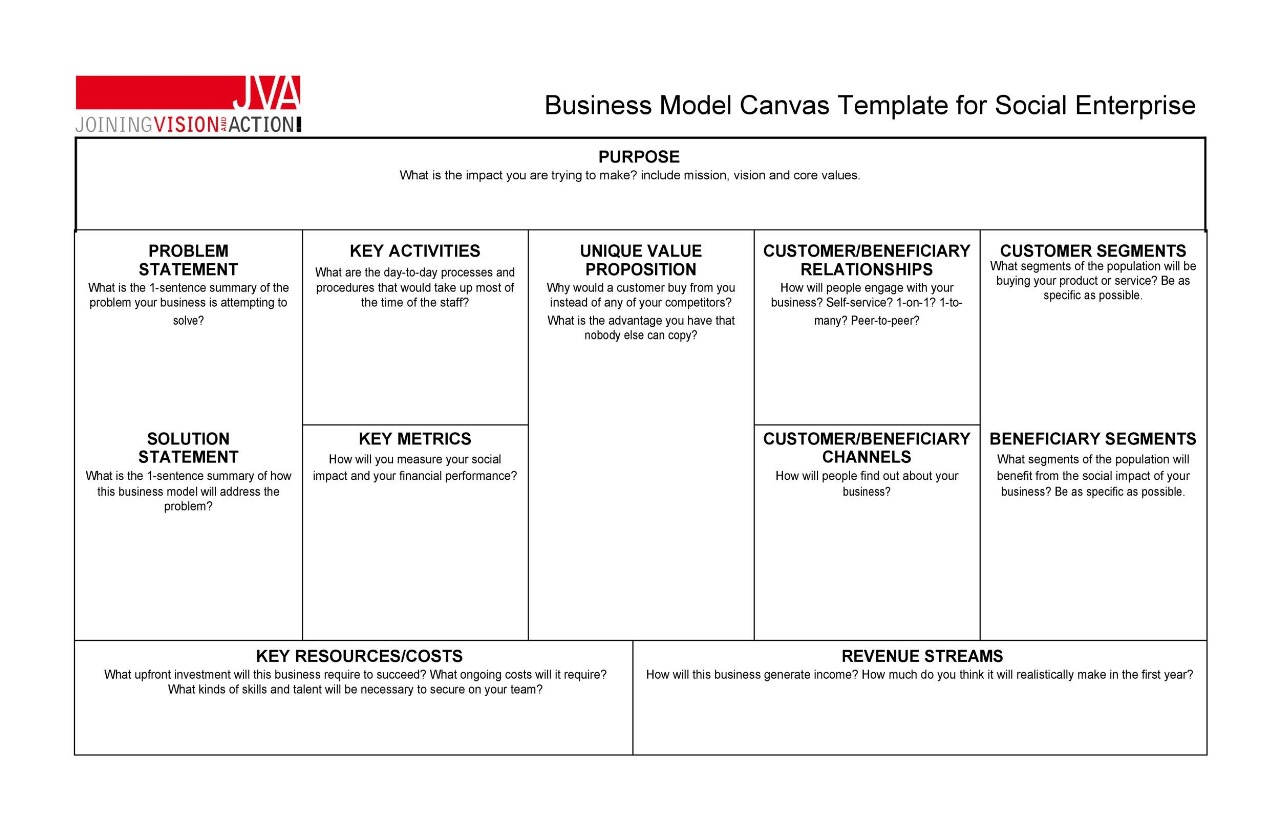 JVA
JOINING VISION AND ACTION!
Business Model Canvas Template for Social Enterprise
PURPOSE
What is the impact you are trying to make? include mission, vision and core values.
PROBLEM
STATEMENT
What is the 1-sentence summary of the
problem your business is attempting to
solve?
SOLUTION
STATEMENT
What is the 1-sentence summary of how
this business model will address the
problem?
KEY ACTIVITIES
What are the day-to-day processes and
procedures that would take up most of
the time of the staff?
KEY METRICS
How will you measure your social
impact and your financial performance?
UNIQUE VALUE
PROPOSITION
Why would a customer buy from you
instead of any of your competitors?
What is the advantage you have that
nobody else can copy?
CUSTOMER/BENEFICIARY
RELATIONSHIPS
How will people engage with your
business? Self-service? 1-on-1? 1-to-
many? Peer-to-peer?
CUSTOMER/BENEFICIARY
CHANNELS
How will people find out about your
business?
CUSTOMER SEGMENTS
What segments of the population will be
buying your product or service? Be as
specific as possible.
BENEFICIARY SEGMENTS
What segments of the population will
benefit from the social impact of your
business? Be as specific as possible.
KEY RESOURCES/COSTS
What upfront investment will this business require to succeed? What ongoing costs will it require?
What kinds of skills and talent will be necessary to secure on your team?
REVENUE STREAMS
How will this business generate income? How much do you think it will realistically make in the first year?